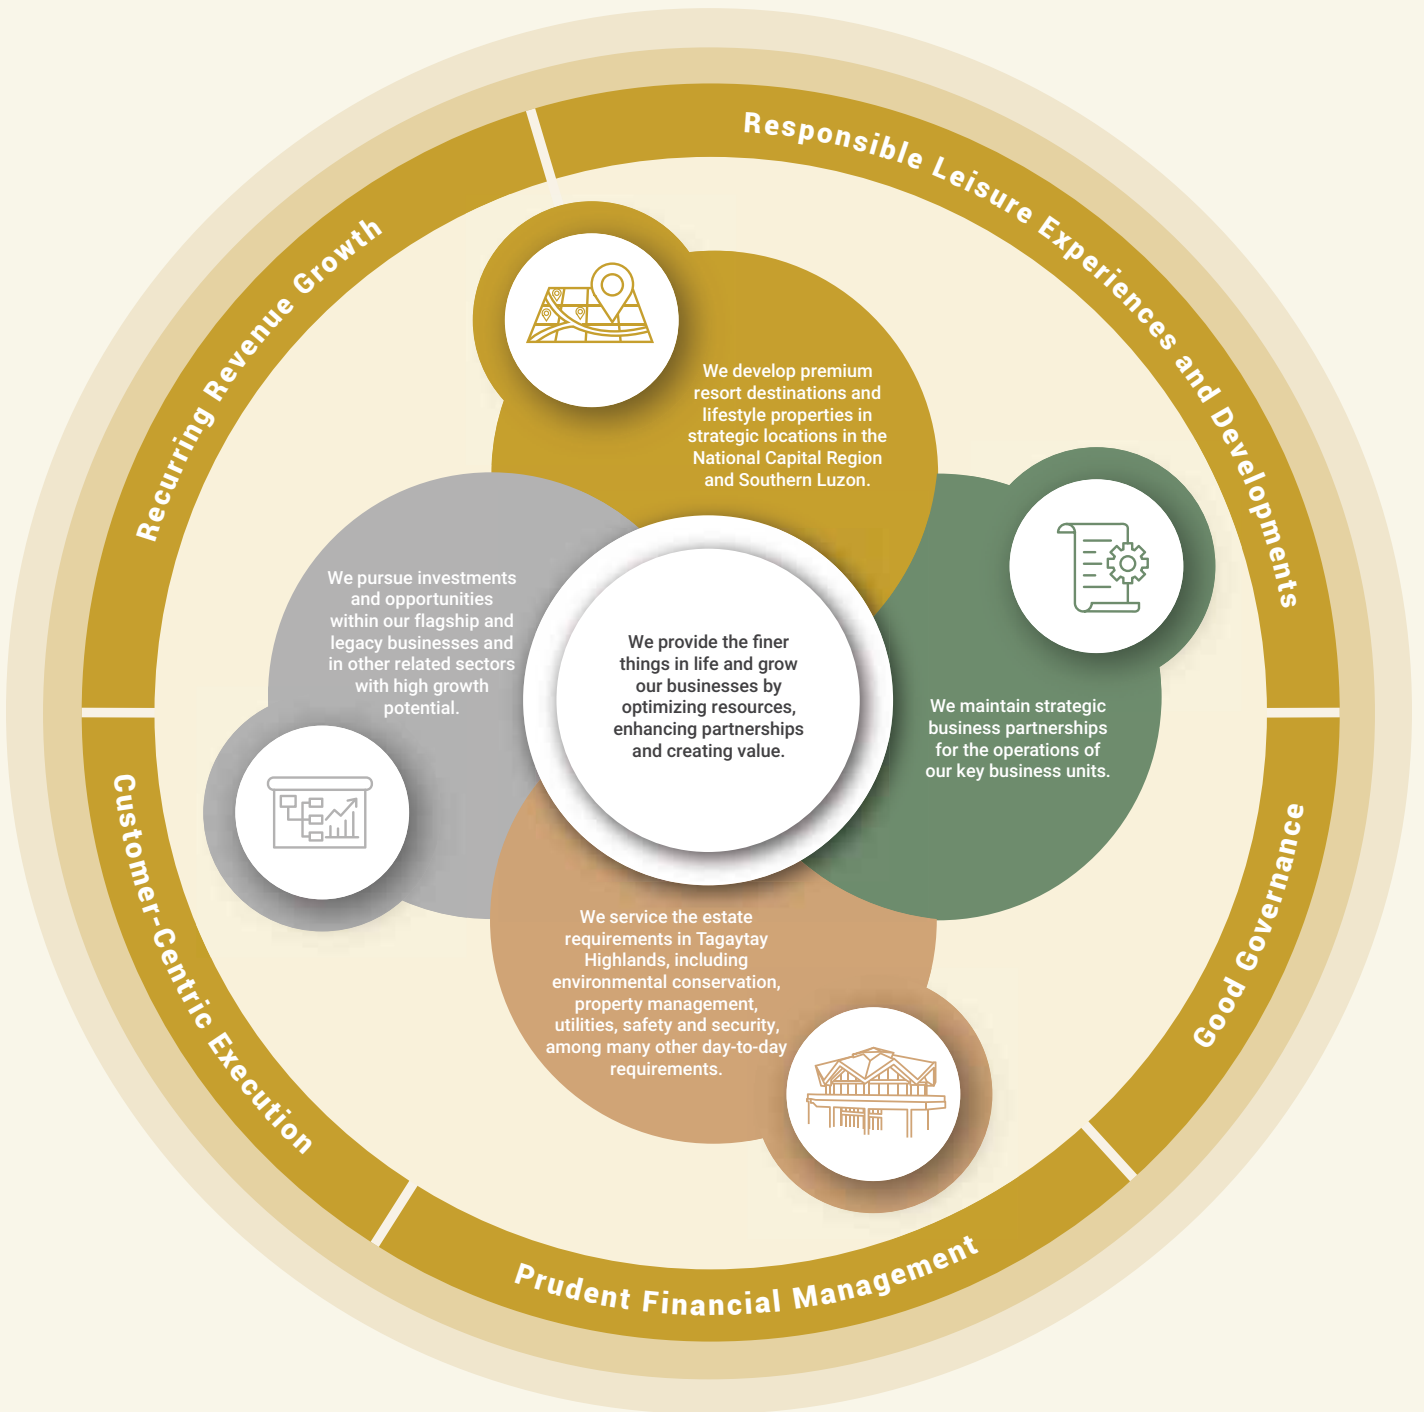 Responsible Leisure Experiences and Developments
Recurring Revenue Growth
We develop premium
resort destinations and
lifestyle properties in
strategic locations in the
National Capital Region
and Southern Luzon.
We pursue investments
and opportunities
within our flagship and
legacy businesses and
in other related sectors
with high growth
potential.
We provide the finer
things in life and grow
our businesses by
optimizing resources,
enhancing partnerships
and creating value.
We maintain strategic
business partnerships
for the operations of
our key business units.
We service the estate
requirements in Tagaytay
Highlands, including
environmental conservation,
property management,
utilities, safety and security,
among many other day-to-day
requirements.
Customer-Centric Execution
Good Governance
Prudent Financial Management